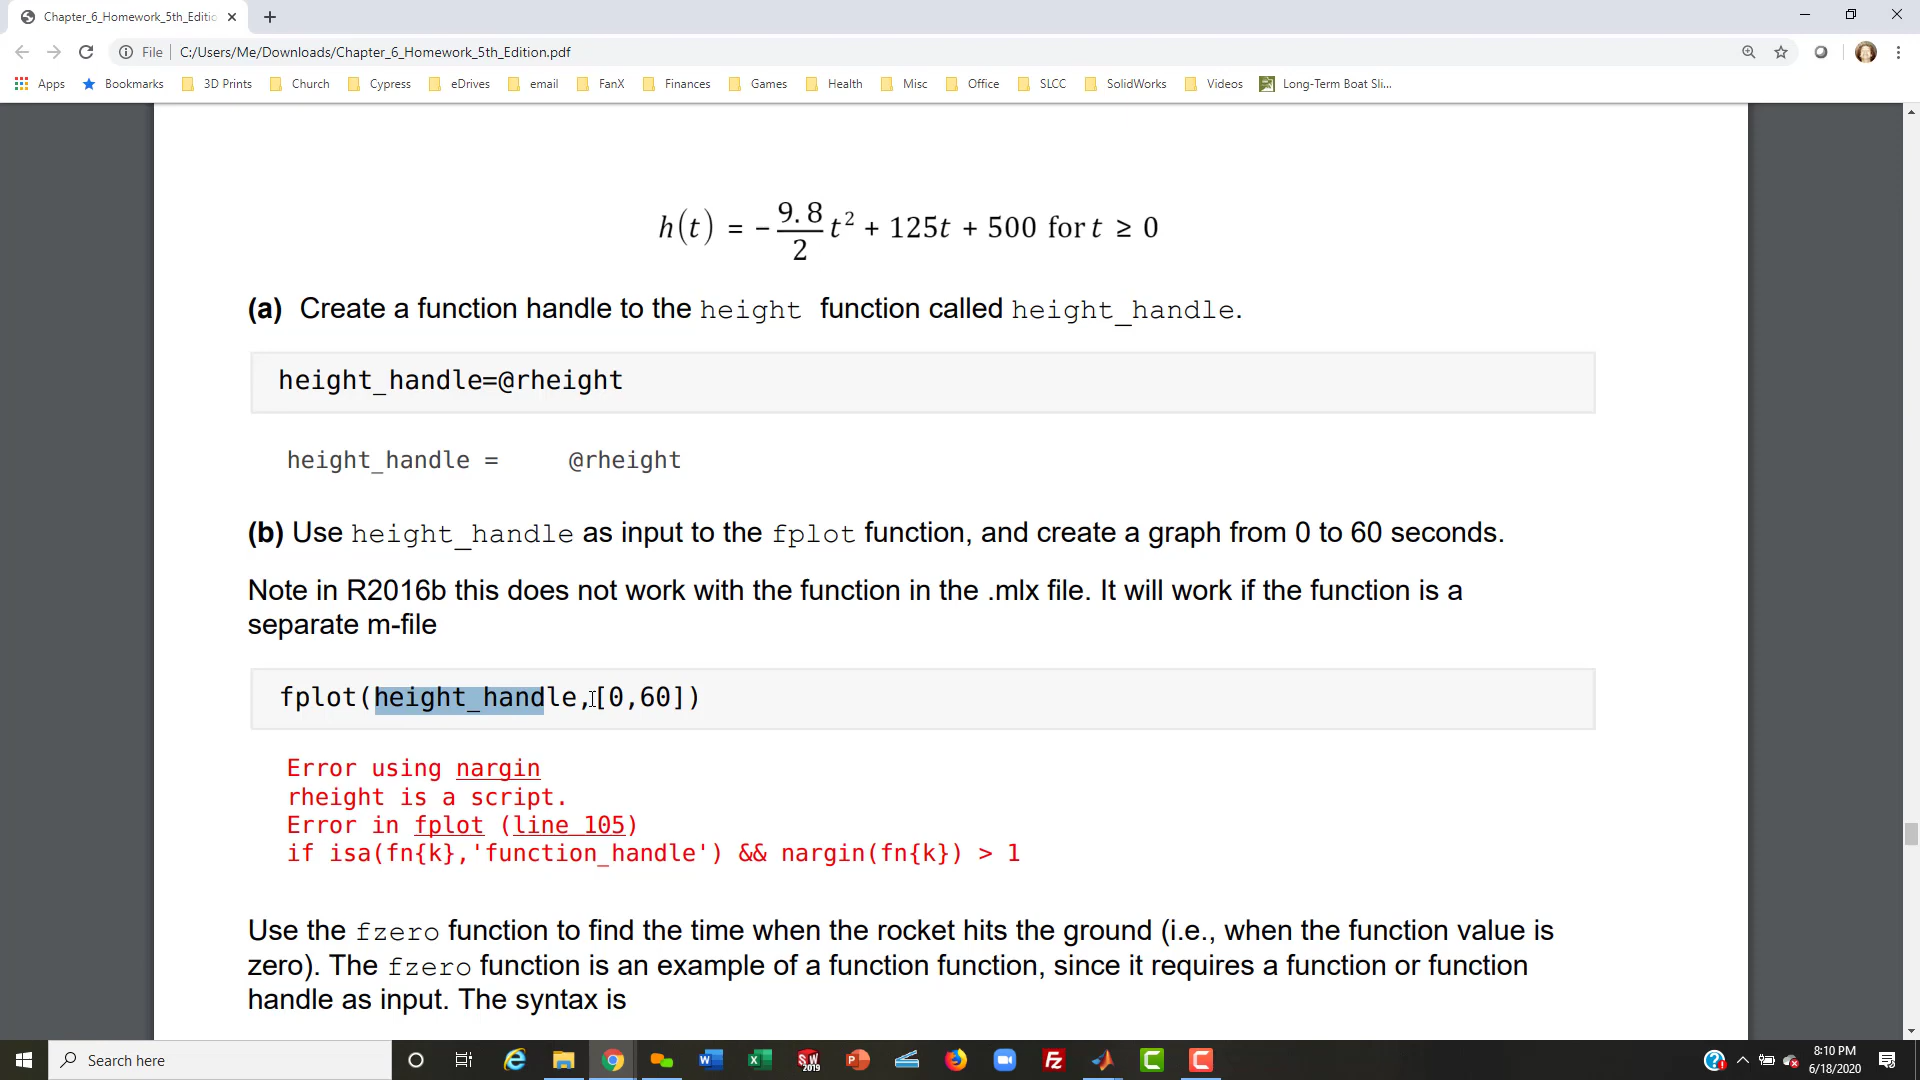 Chapter_6_Homework_5th_Editio
File C:/Users/Me/Downloads/Chapter_6_Homework_5th_Edition.pdf
Apps Bookmarks 3D Prints Church Cypress eDrives email FanX Finances Games Health Misc Office SLCC SolidWorks Videos Long-Term Boat Sli...
h(t) = -9.8/2 t² + 125t + 500 for t ≥ 0
(a) Create a function handle to the height function called height_handle.
height_handle=@rheight
height_handle = @rheight
(b) Use height_handle as input to the fplot function, and create a graph from 0 to 60 seconds.
Note in R2016b this does not work with the function in the .mlx file. It will work if the function is a
separate m-file
fplot(height_handle,[0,60])
Error using nargin
rheight is a script.
Error in fplot (line 105)
if isa(fn{k},'function_handle') && nargin(fn{k}) > 1
Use the fzero function to find the time when the rocket hits the ground (i.e., when the function value is
zero). The fzero function is an example of a function function, since it requires a function or function
handle as input. The syntax is
Search here
8:10 PM
6/18/2020